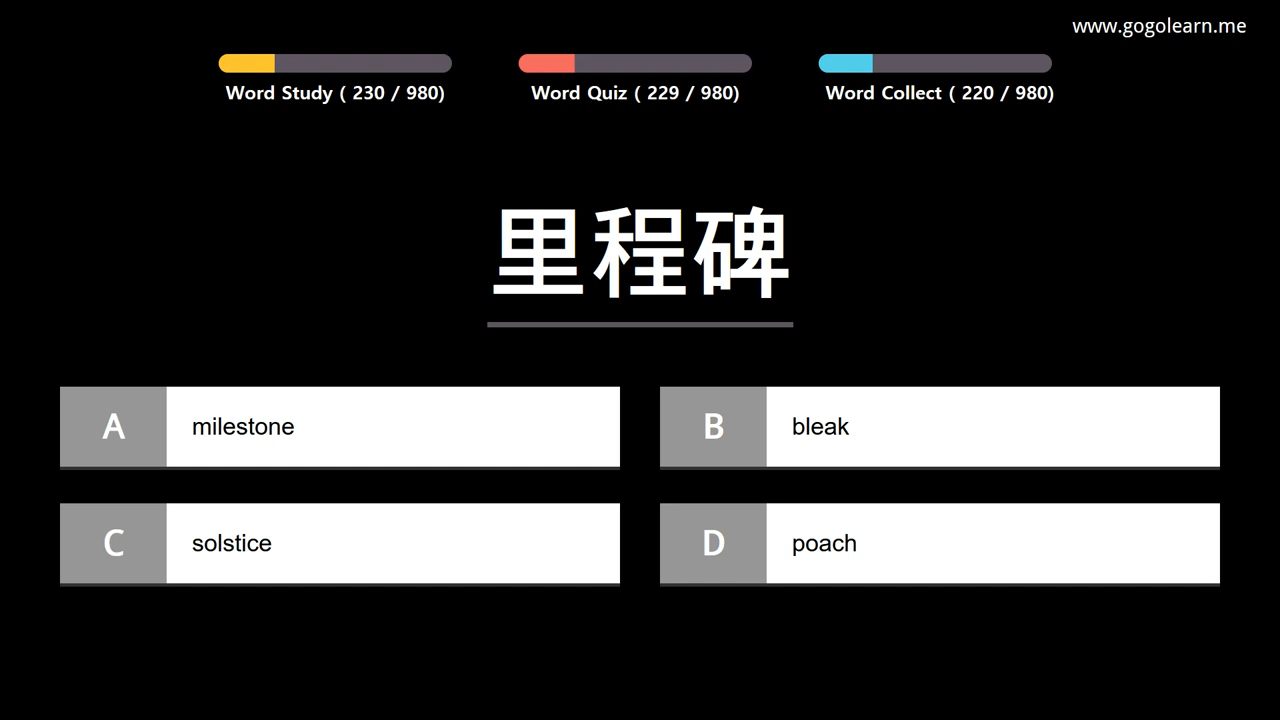 www.gogolearn.me
Word Study ( 230 / 980)
Word Quiz ( 229 / 980)
Word Collect ( 220 / 980)
里程碑
A milestone
B bleak
C solstice
D poach